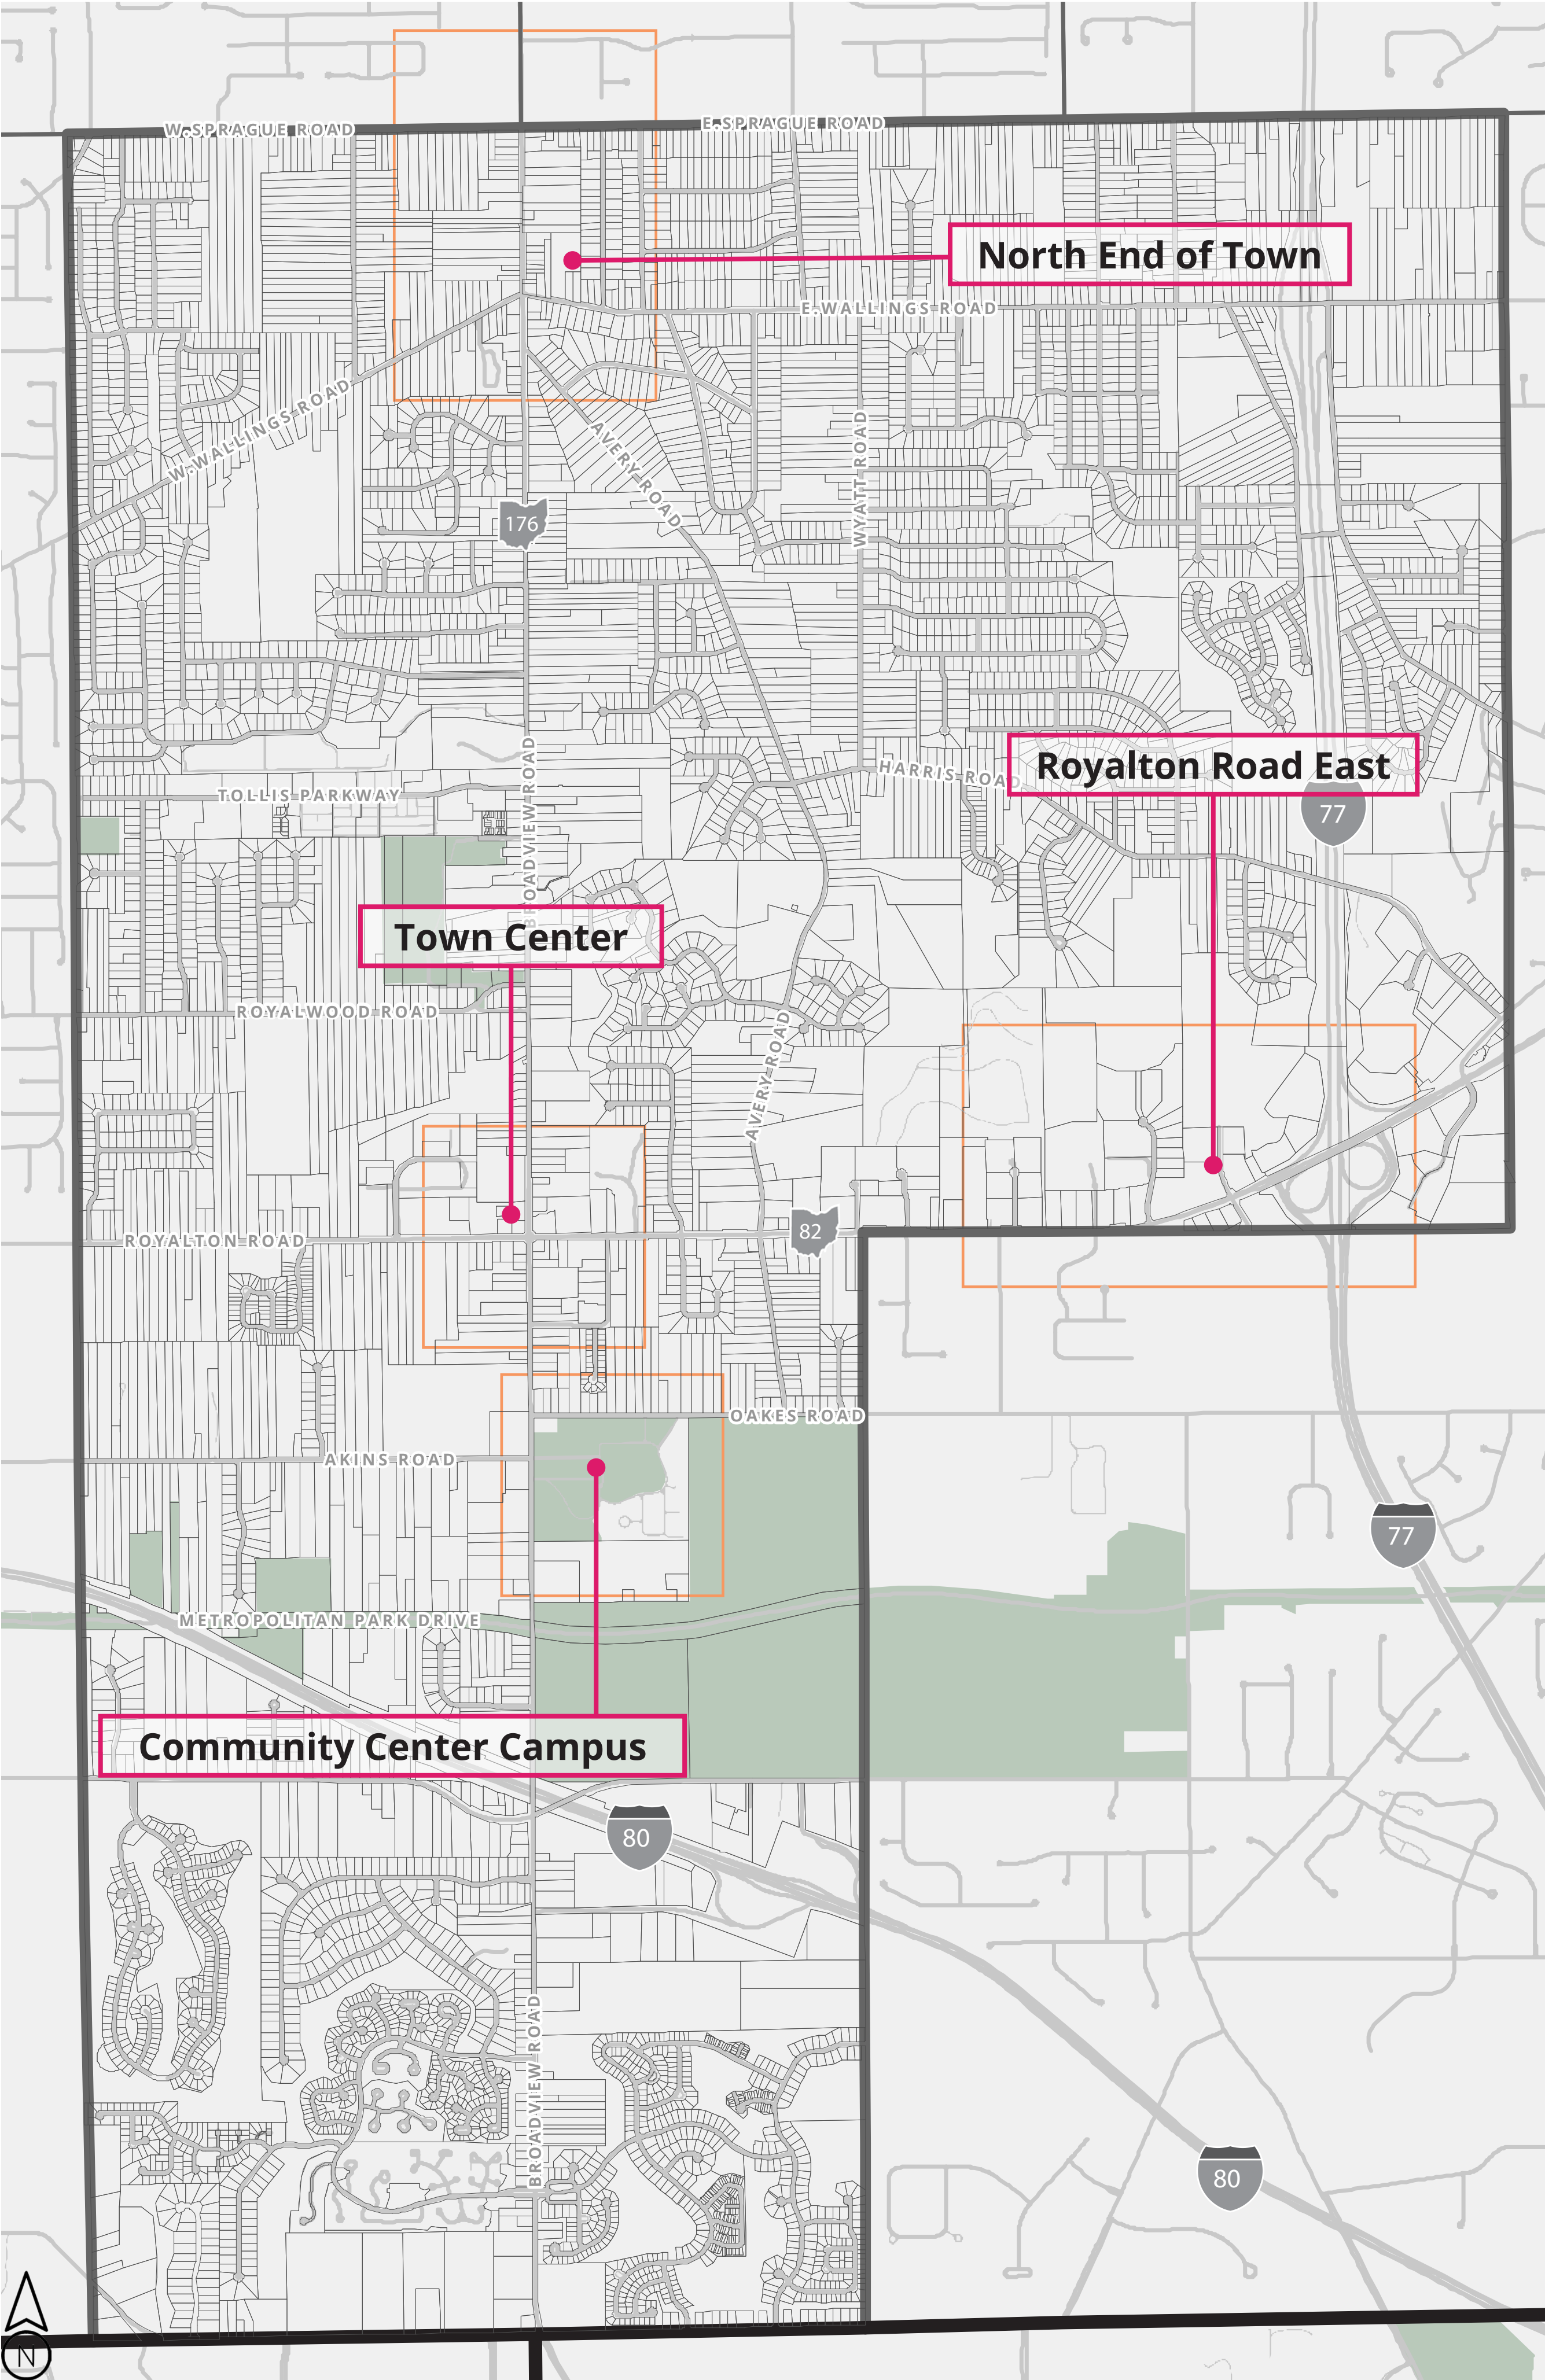 W. SPRAGUE ROAD
E. SPRAGUE ROAD
North End of Town
E. WALLINGS ROAD
W. WALLINGS ROAD
AVERY ROAD
WYATT ROAD
176
BROADVIEW ROAD
HARRIS ROAD
Royalton Road East
TOLLIS PARKWAY
77
Town Center
ROYALWOOD ROAD
AVERY ROAD
82
ROYALTON ROAD
OAKES ROAD
AKINS ROAD
77
METROPOLITAN PARK DRIVE
Community Center Campus
80
BROADVIEW ROAD
80
N